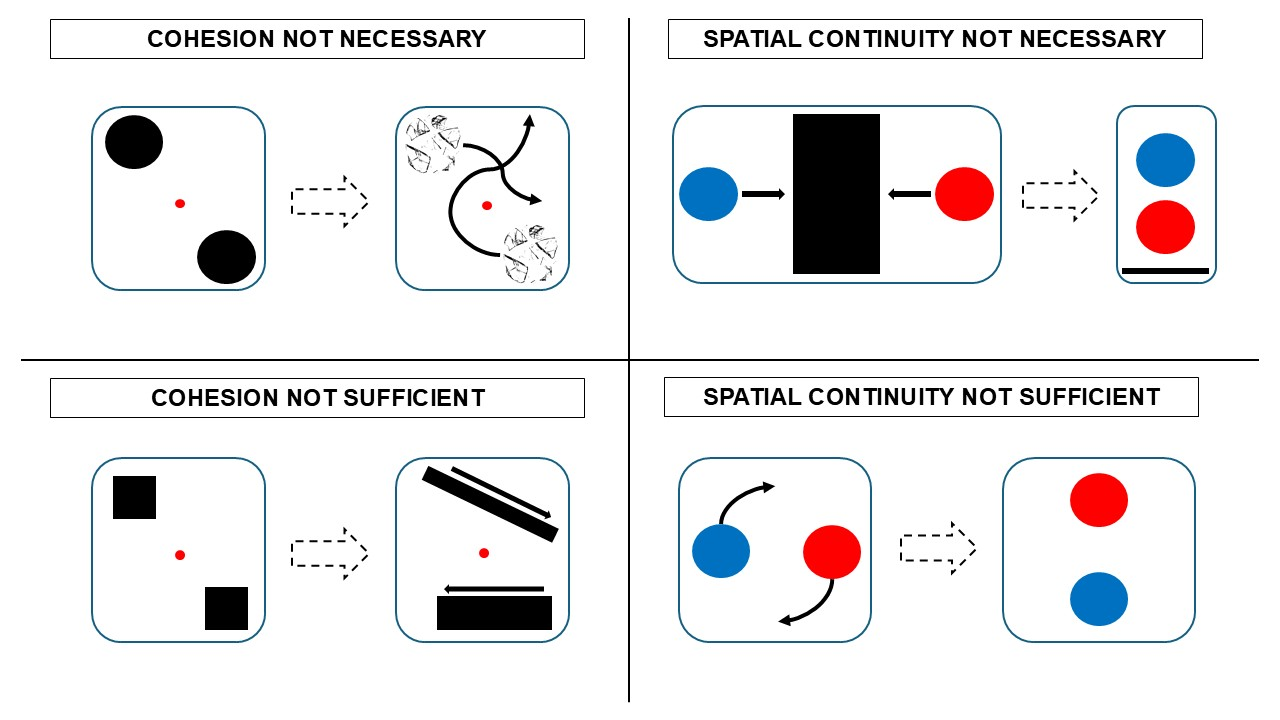 COHESION NOT NECESSARY
SPATIAL CONTINUITY NOT NECESSARY
COHESION NOT SUFFICIENT
SPATIAL CONTINUITY NOT SUFFICIENT